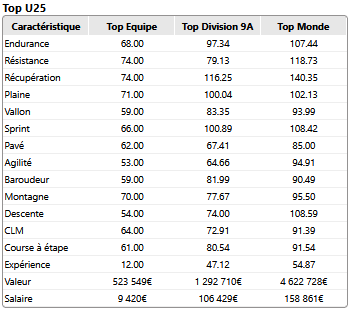 Top U25
Caractéristique Top Equipe Top Division 9A Top Monde
Endurance 68.00 97.34 107.44
Résistance 74.00 79.13 118.73
Récupération 74.00 116.25 140.35
Plaine 71.00 100.04 102.13
Vallon 59.00 83.35 93.99
Sprint 66.00 100.89 108.42
Pavé 62.00 67.41 85.00
Agilité 53.00 64.66 94.91
Baroudeur 59.00 81.99 90.49
Montagne 70.00 77.67 95.50
Descente 54.00 74.00 108.59
CLM 64.00 72.91 91.39
Course à étape 61.00 80.54 91.54
Expérience 12.00 47.12 54.87
Valeur 523 549€ 1 292 710€ 4 622 728€
Salaire 9 420€ 106 429€ 158 861€